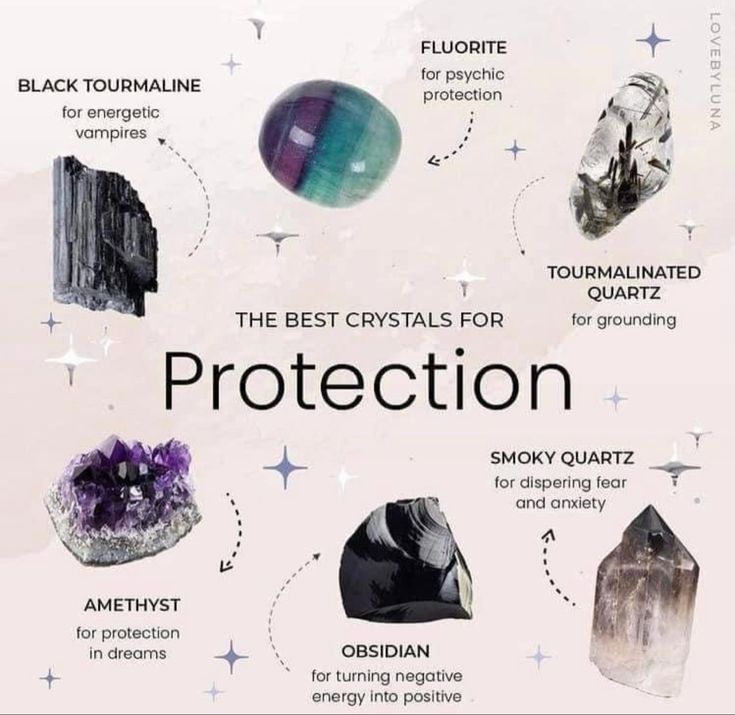 LOVEBYLUNA
FLUORITE
for psychic
protection
BLACK TOURMALINE
for energetic
vampires
TOURMALINATED
QUARTZ
for grounding
THE BEST CRYSTALS FOR
Protection
SMOKY QUARTZ
for dispering fear
and anxiety
AMETHYST
for protection
in dreams
OBSIDIAN
for turning negative
energy into positive